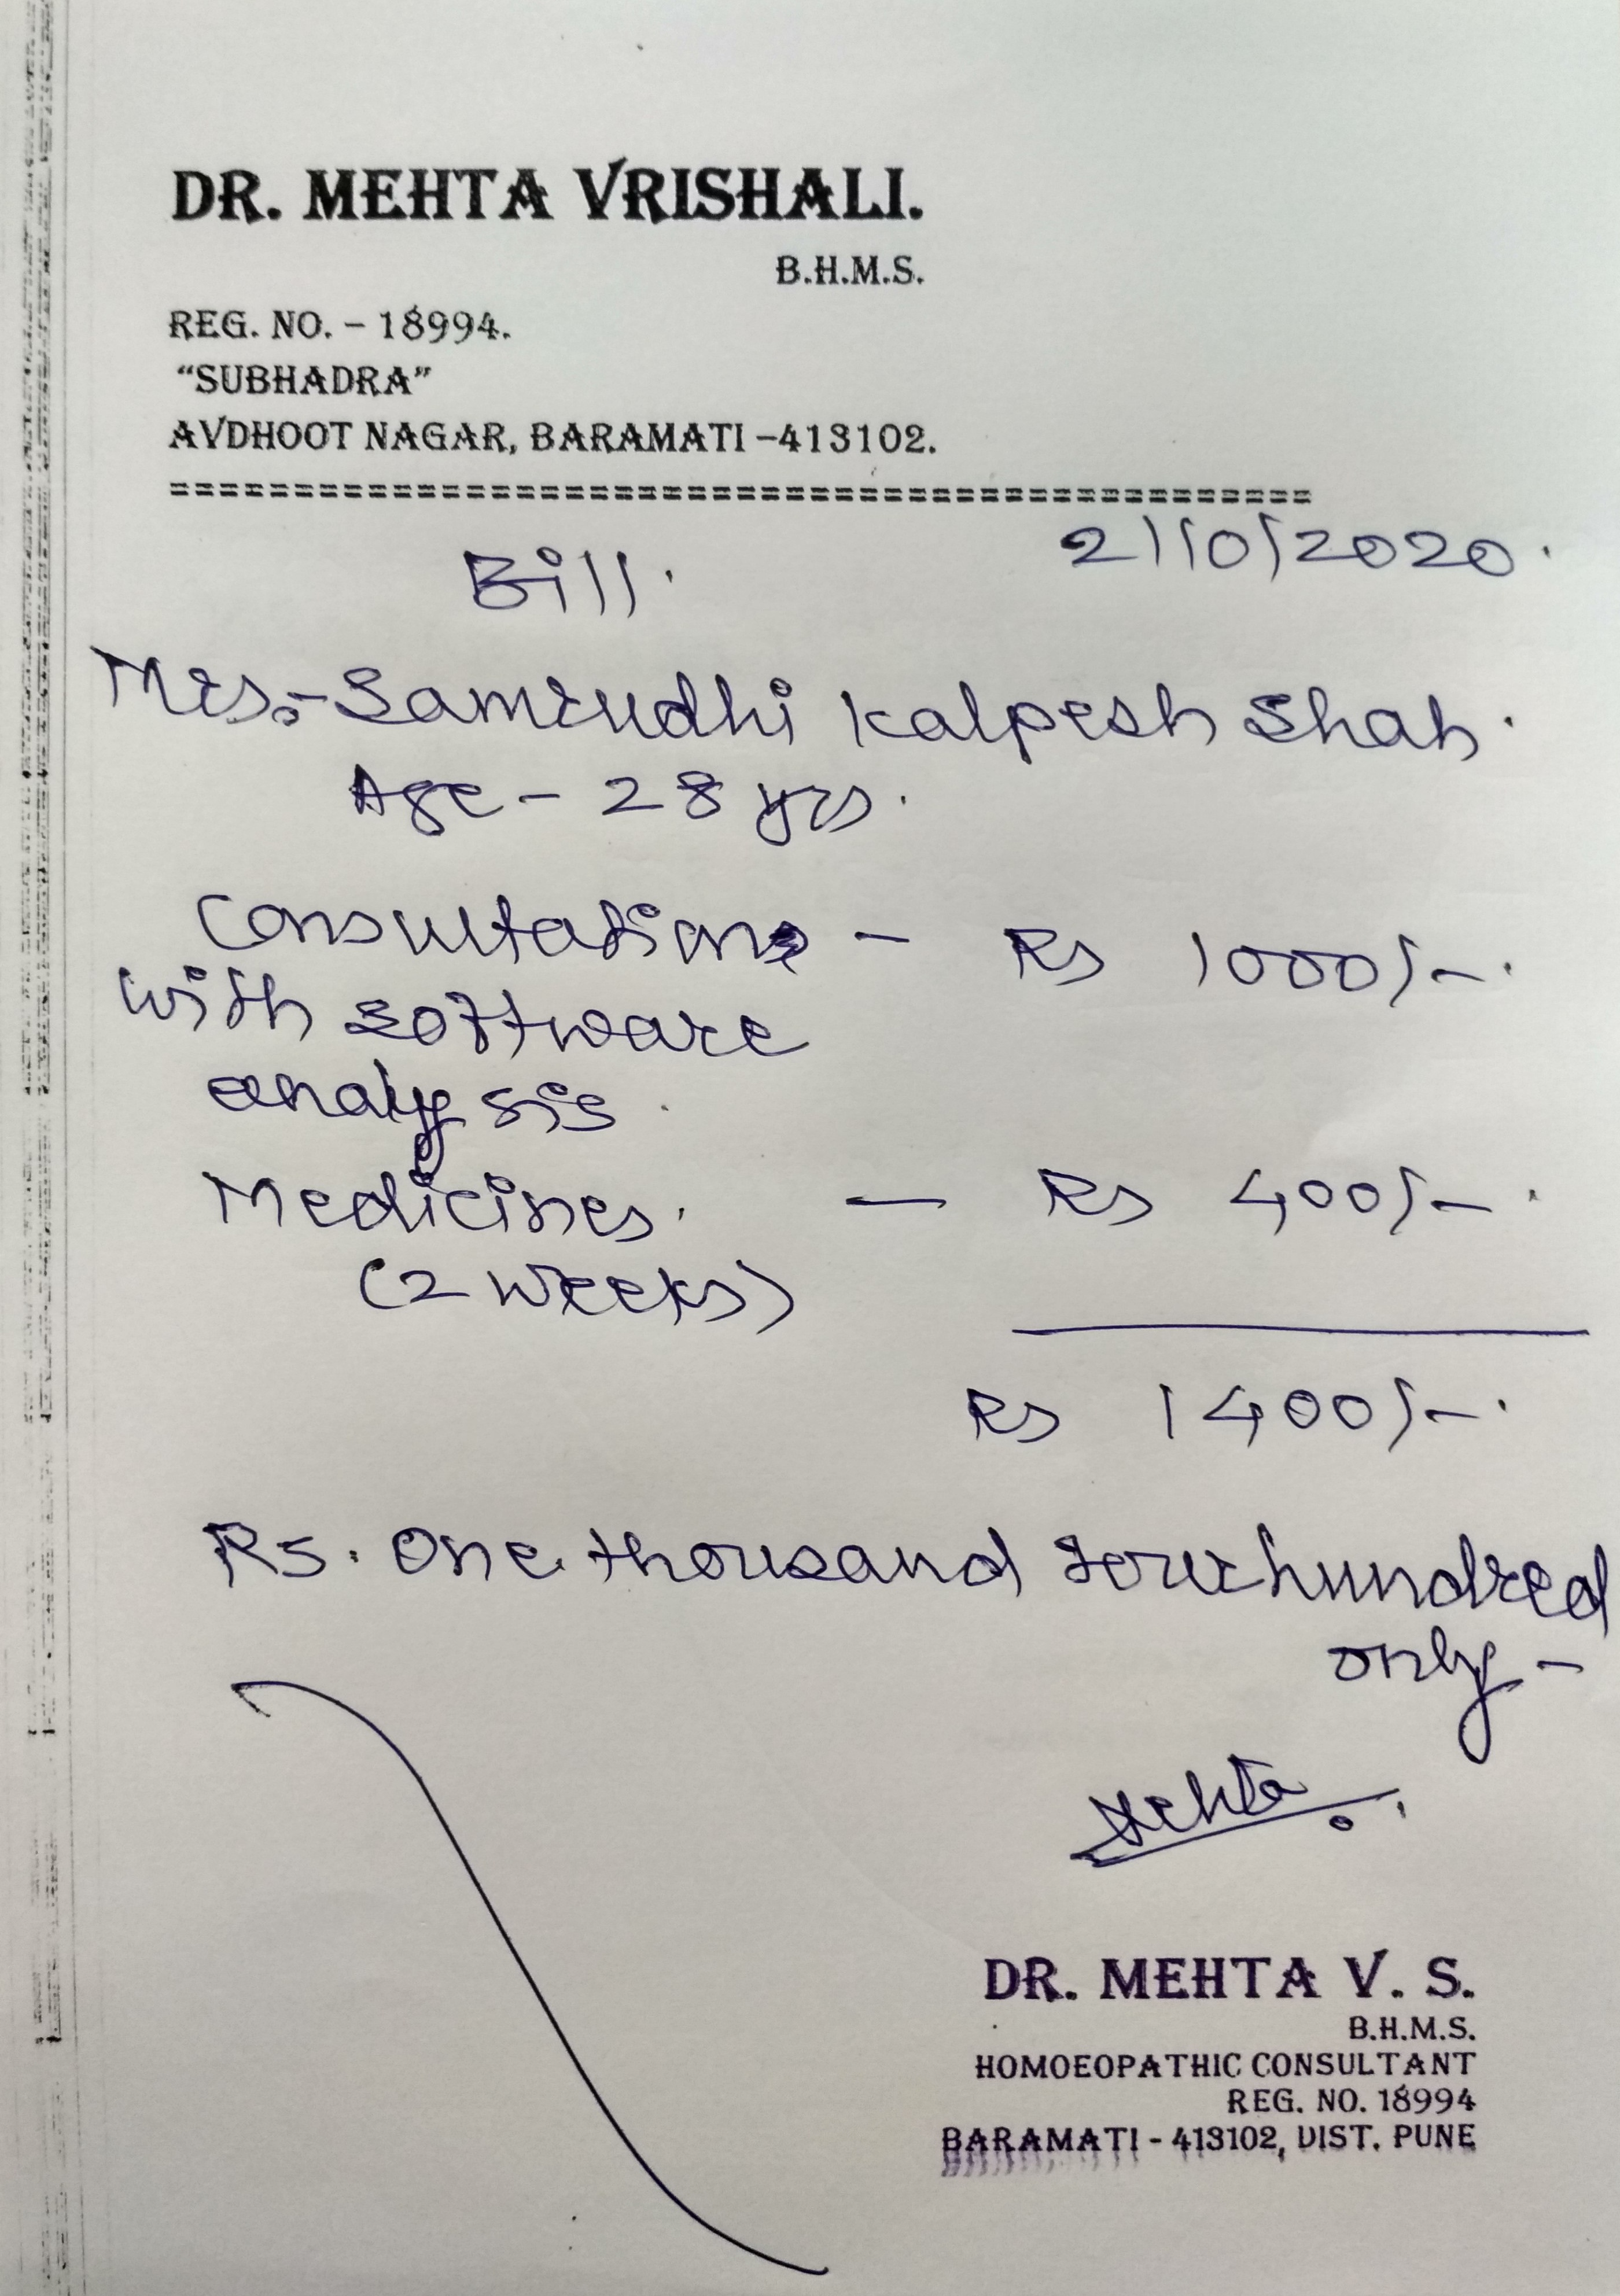 DR. MEHTA VRISHALI.
B.H.M.S.
REG. NO. – 18994.
“SUBHADRA”
AVDHOOT NAGAR, BARAMATI –413102.
==============================================
2/10/2020.
Bill.
Mrs.- Samrudhi Kalpesh Shah.
Age - 28 yrs.
Consultation - Rs 1000/-.
with software
analysis.
Medicines. - Rs 400/-.
(2 weeks)
Rs 1400/-.
Rs. One thousand four hundred
only -
Mehta
DR. MEHTA V. S.
B.H.M.S.
HOMOEOPATHIC CONSULTANT
REG. NO. 18994
BARAMATI - 413102, DIST. PUNE